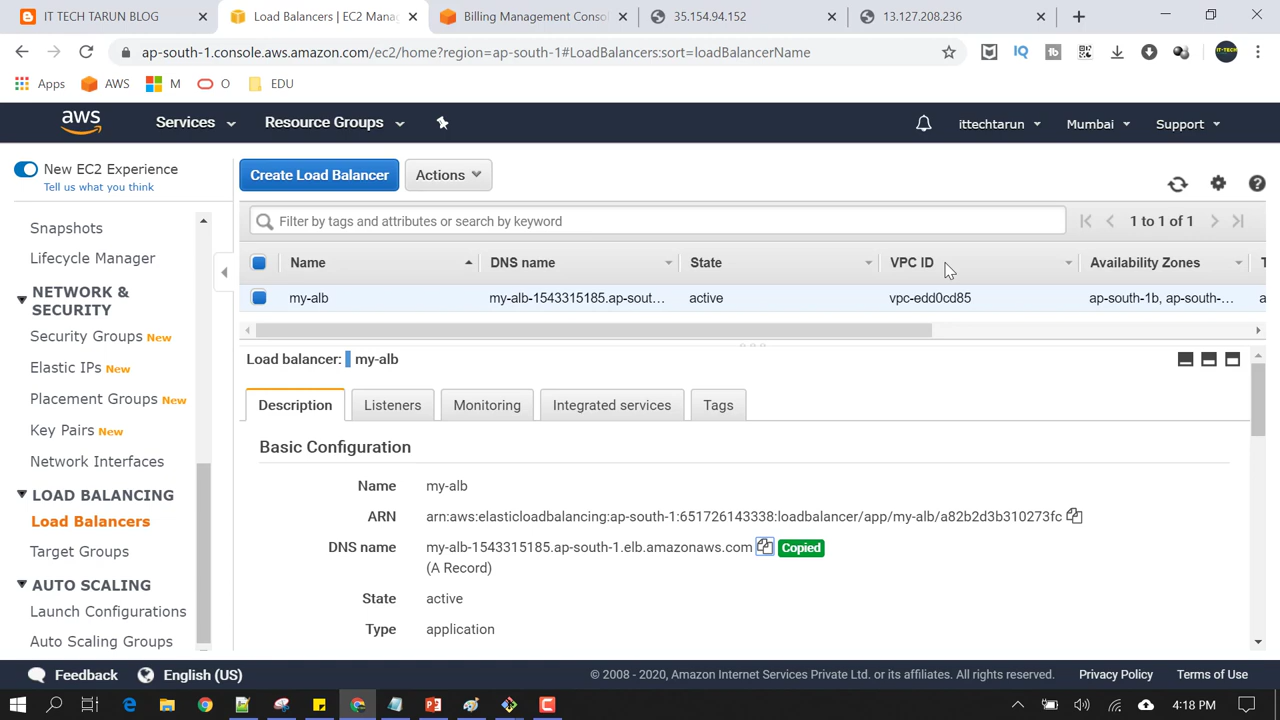 IT TECH TARUN BLOG
Load Balancers | EC2 Mana
Billing Management Conso
35.154.94.152
13.127.208.236
ap-south-1.console.aws.amazon.com/ec2/home?region=ap-south-1#LoadBalancers:sort=loadBalancerName
Apps
AWS
M
O
EDU
aws
Services
Resource Groups
ittechtarun
Mumbai
Support
New EC2 Experience
Tell us what you think
Snapshots
Lifecycle Manager
NETWORK &
SECURITY
Security Groups New
Elastic IPs New
Placement Groups New
Key Pairs New
Network Interfaces
LOAD BALANCING
Load Balancers
Target Groups
AUTO SCALING
Launch Configurations
Auto Scaling Groups
Create Load Balancer
Actions
Filter by tags and attributes or search by keyword
1 to 1 of 1
Name DNS name State VPC ID Availability Zones T
my-alb my-alb-1543315185.ap-sout... active vpc-edd0cd85 ap-south-1b, ap-south-... a
Load balancer: my-alb
Description
Listeners
Monitoring
Integrated services
Tags
Basic Configuration
Name my-alb
ARN arn:aws:elasticloadbalancing:ap-south-1:651726143338:loadbalancer/app/my-alb/a82b2d3b310273fc
DNS name my-alb-1543315185.ap-south-1.elb.amazonaws.com Copied
(A Record)
State active
Type application
Feedback
English (US)
© 2008 - 2020, Amazon Internet Services Private Ltd. or its affiliates. All rights reserved.
Privacy Policy
Terms of Use
4:18 PM